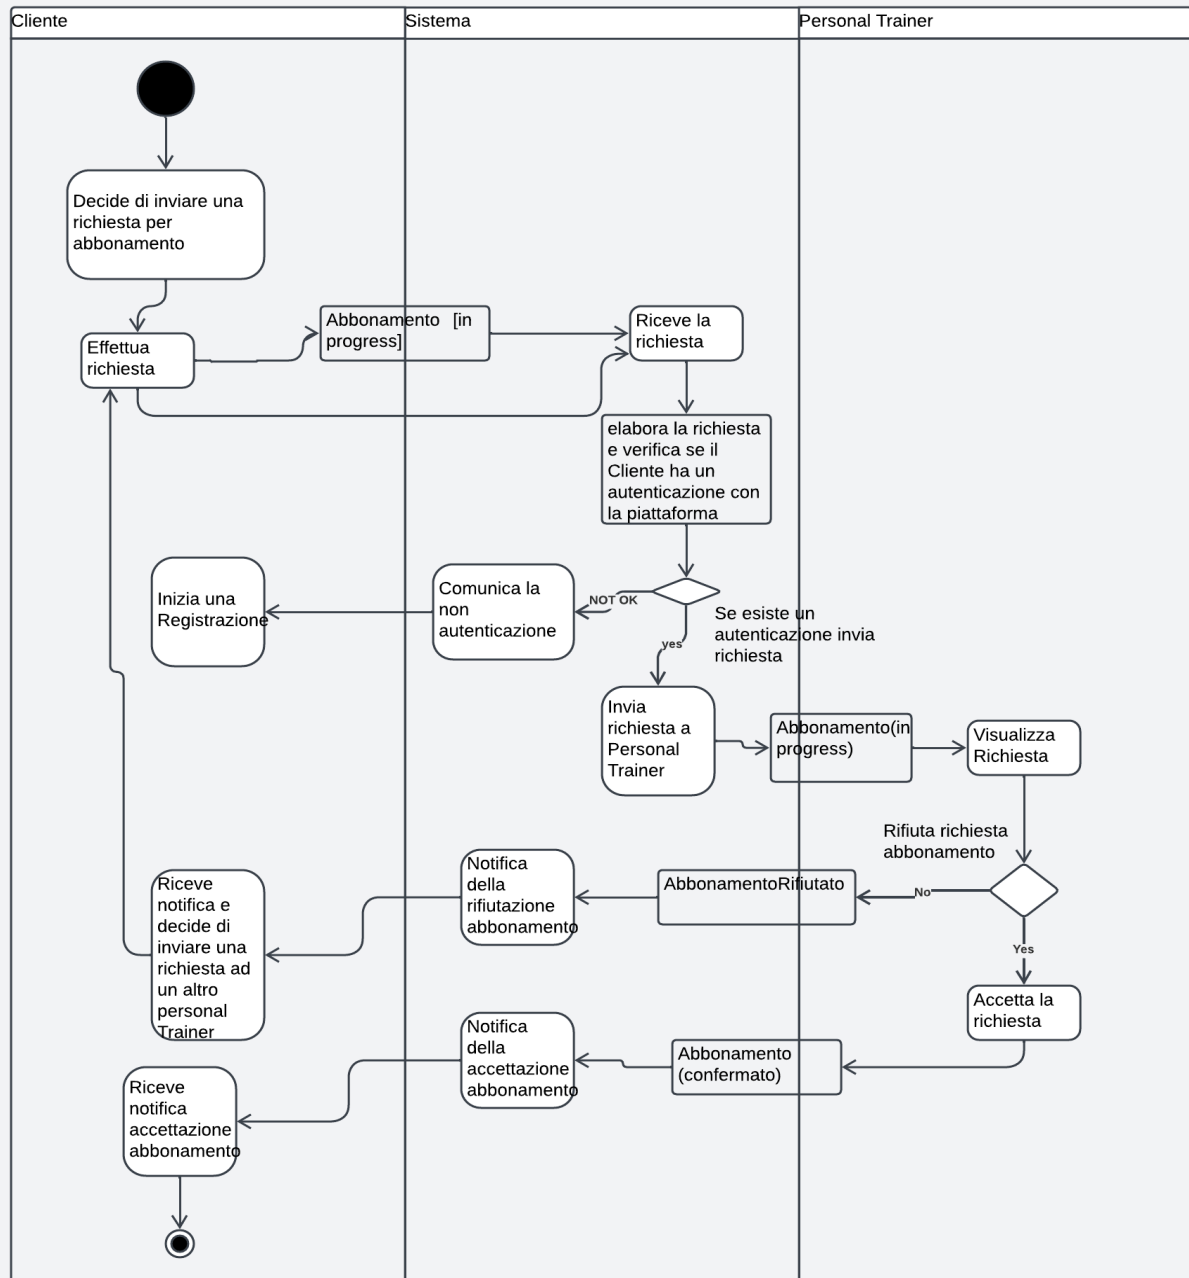 Cliente
Sistema
Personal Trainer
Decide di inviare una
richiesta per
abbonamento
Effettua
richiesta
Abbonamento [in
progress]
Riceve la
richiesta
elabora la richiesta
e verifica se il
Cliente ha un
autenticazione con
la piattaforma
NOT OK
Comunica la
non
autenticazione
Inizia una
Registrazione
Se esiste un
autenticazione invia
richiesta
yes
Invia
richiesta a
Personal
Trainer
Abbonamento(in
progress)
Visualizza
Richiesta
Rifiuta richiesta
abbonamento
No
AbbonamentoRifiutato
Notifica
della
rifiutazione
abbonamento
Riceve
notifica e
decide di
inviare una
richiesta ad
un altro
personal
Trainer
Yes
Accetta la
richiesta
Abbonamento
(confermato)
Notifica
della
accettazione
abbonamento
Riceve
notifica
accettazione
abbonamento